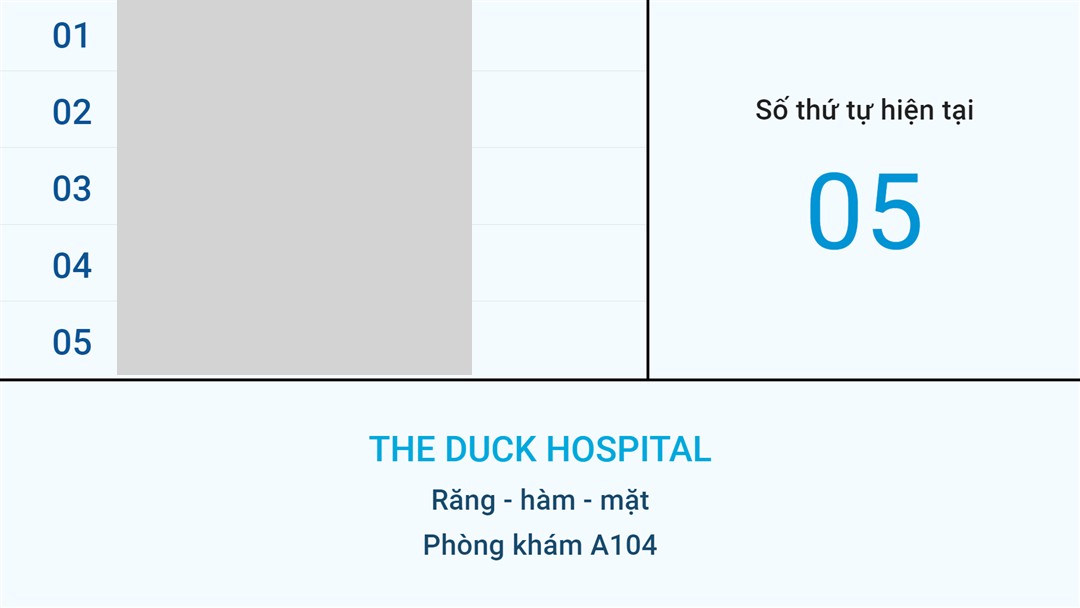 01
02
03
04
05
Số thứ tự hiện tại
05
THE DUCK HOSPITAL
Răng - hàm - mặt
Phòng khám A104